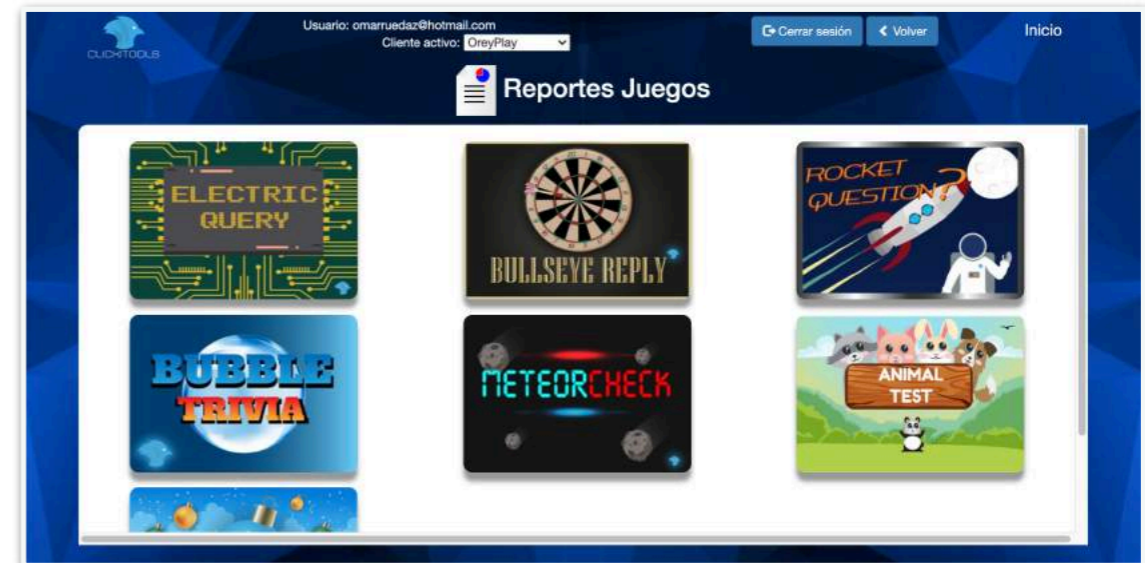 CLICKITOOLS
Usuario: omarruedaz@hotmail.com
Cliente activo: OreyPlay
Cerrar sesión
Volver
Inicio
Reportes Juegos
ELECTRIC
QUERY
BULLSEYE REPLY
ROCKET
QUESTION?
BUBBLE
TRIVIA
METEORCHECK
ANIMAL
TEST